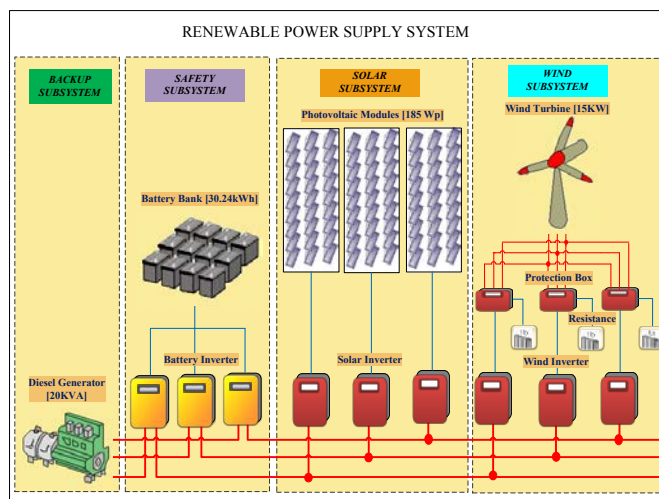 RENEWABLE POWER SUPPLY SYSTEM
BACKUP
SUBSYSTEM
SAFETY
SUBSYSTEM
SOLAR
SUBSYSTEM
WIND
SUBSYSTEM
Photovoltaic Modules [185 Wp]
Wind Turbine [15KW]
Battery Bank [30.24kWh]
Protection Box
Resistance
Battery Inverter
Solar Inverter
Wind Inverter
Diesel Generator
[20KVA]